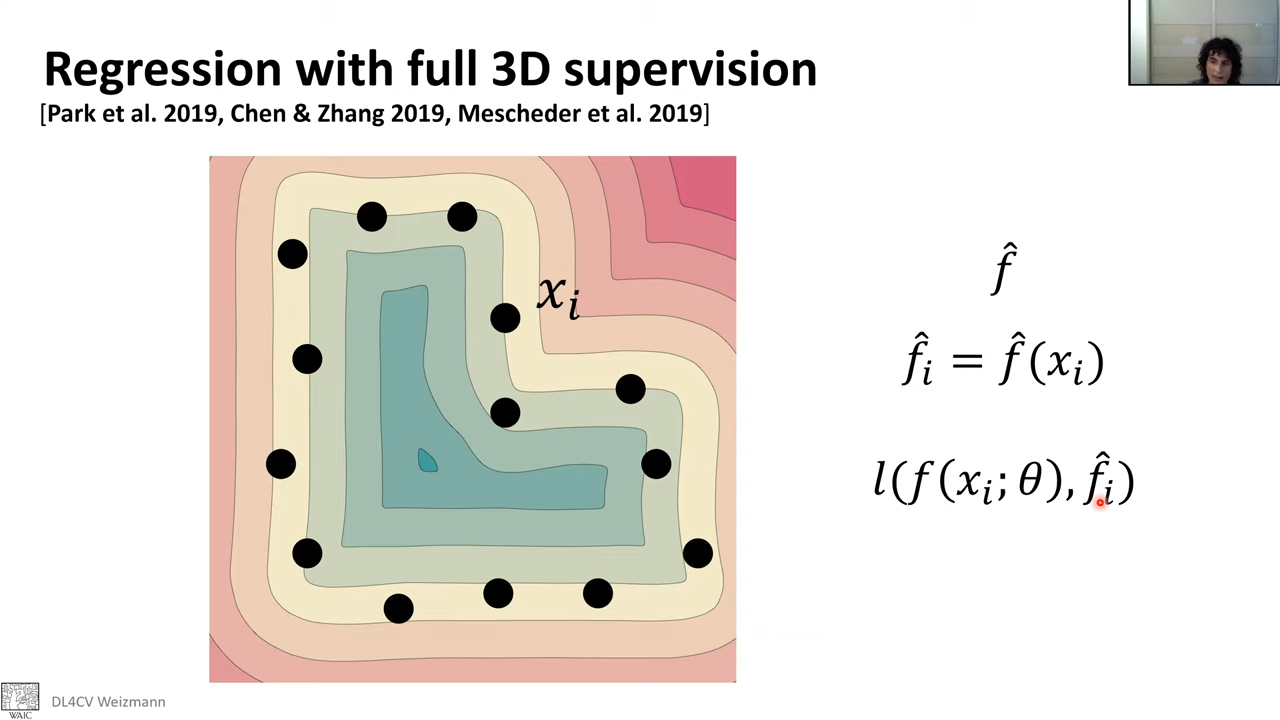 Regression with full 3D supervision
[Park et al. 2019, Chen & Zhang 2019, Mescheder et al. 2019]
x_i
f̂
f̂_i = f̂(x_i)
l(f(x_i; θ), f̂_i)
WAIC
DL4CV Weizmann